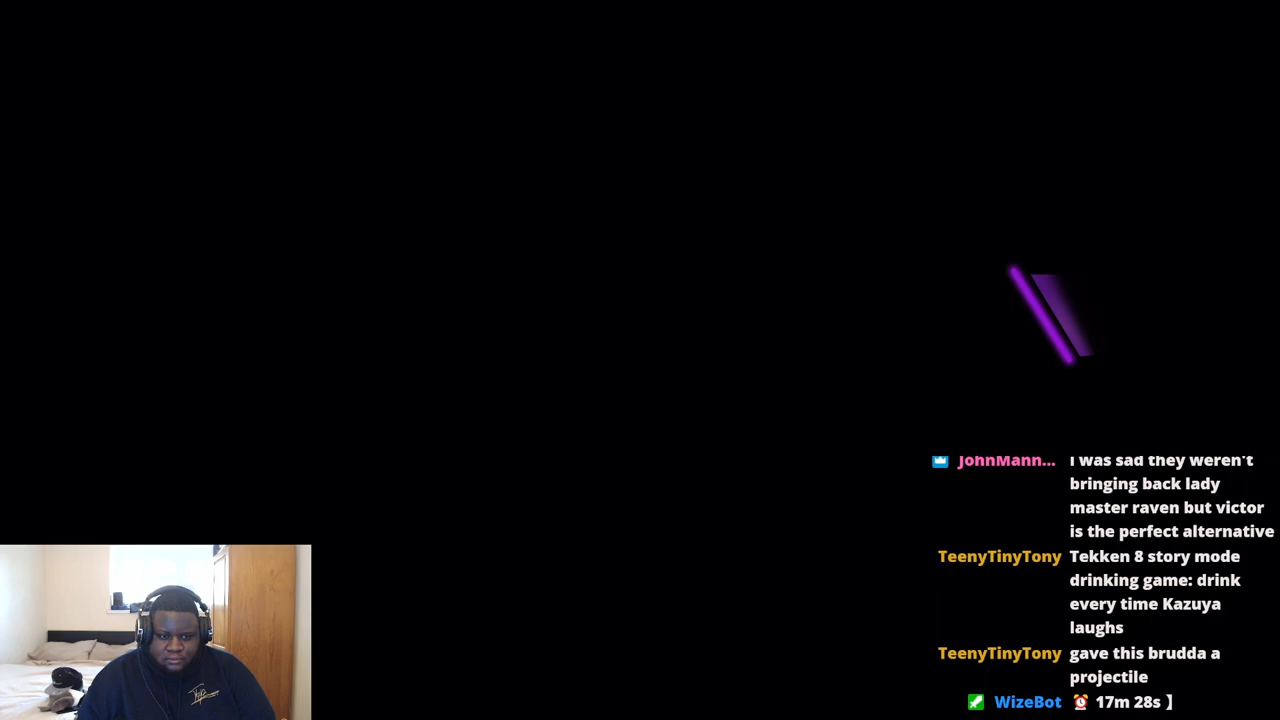 JohnMann... I was sad they weren't
bringing back lady
master raven but victor
is the perfect alternative
TeenyTinyTony Tekken 8 story mode
drinking game: drink
every time Kazuya
laughs
TeenyTinyTony gave this brudda a
projectile
WizeBot ⏰ 17m 28s 】